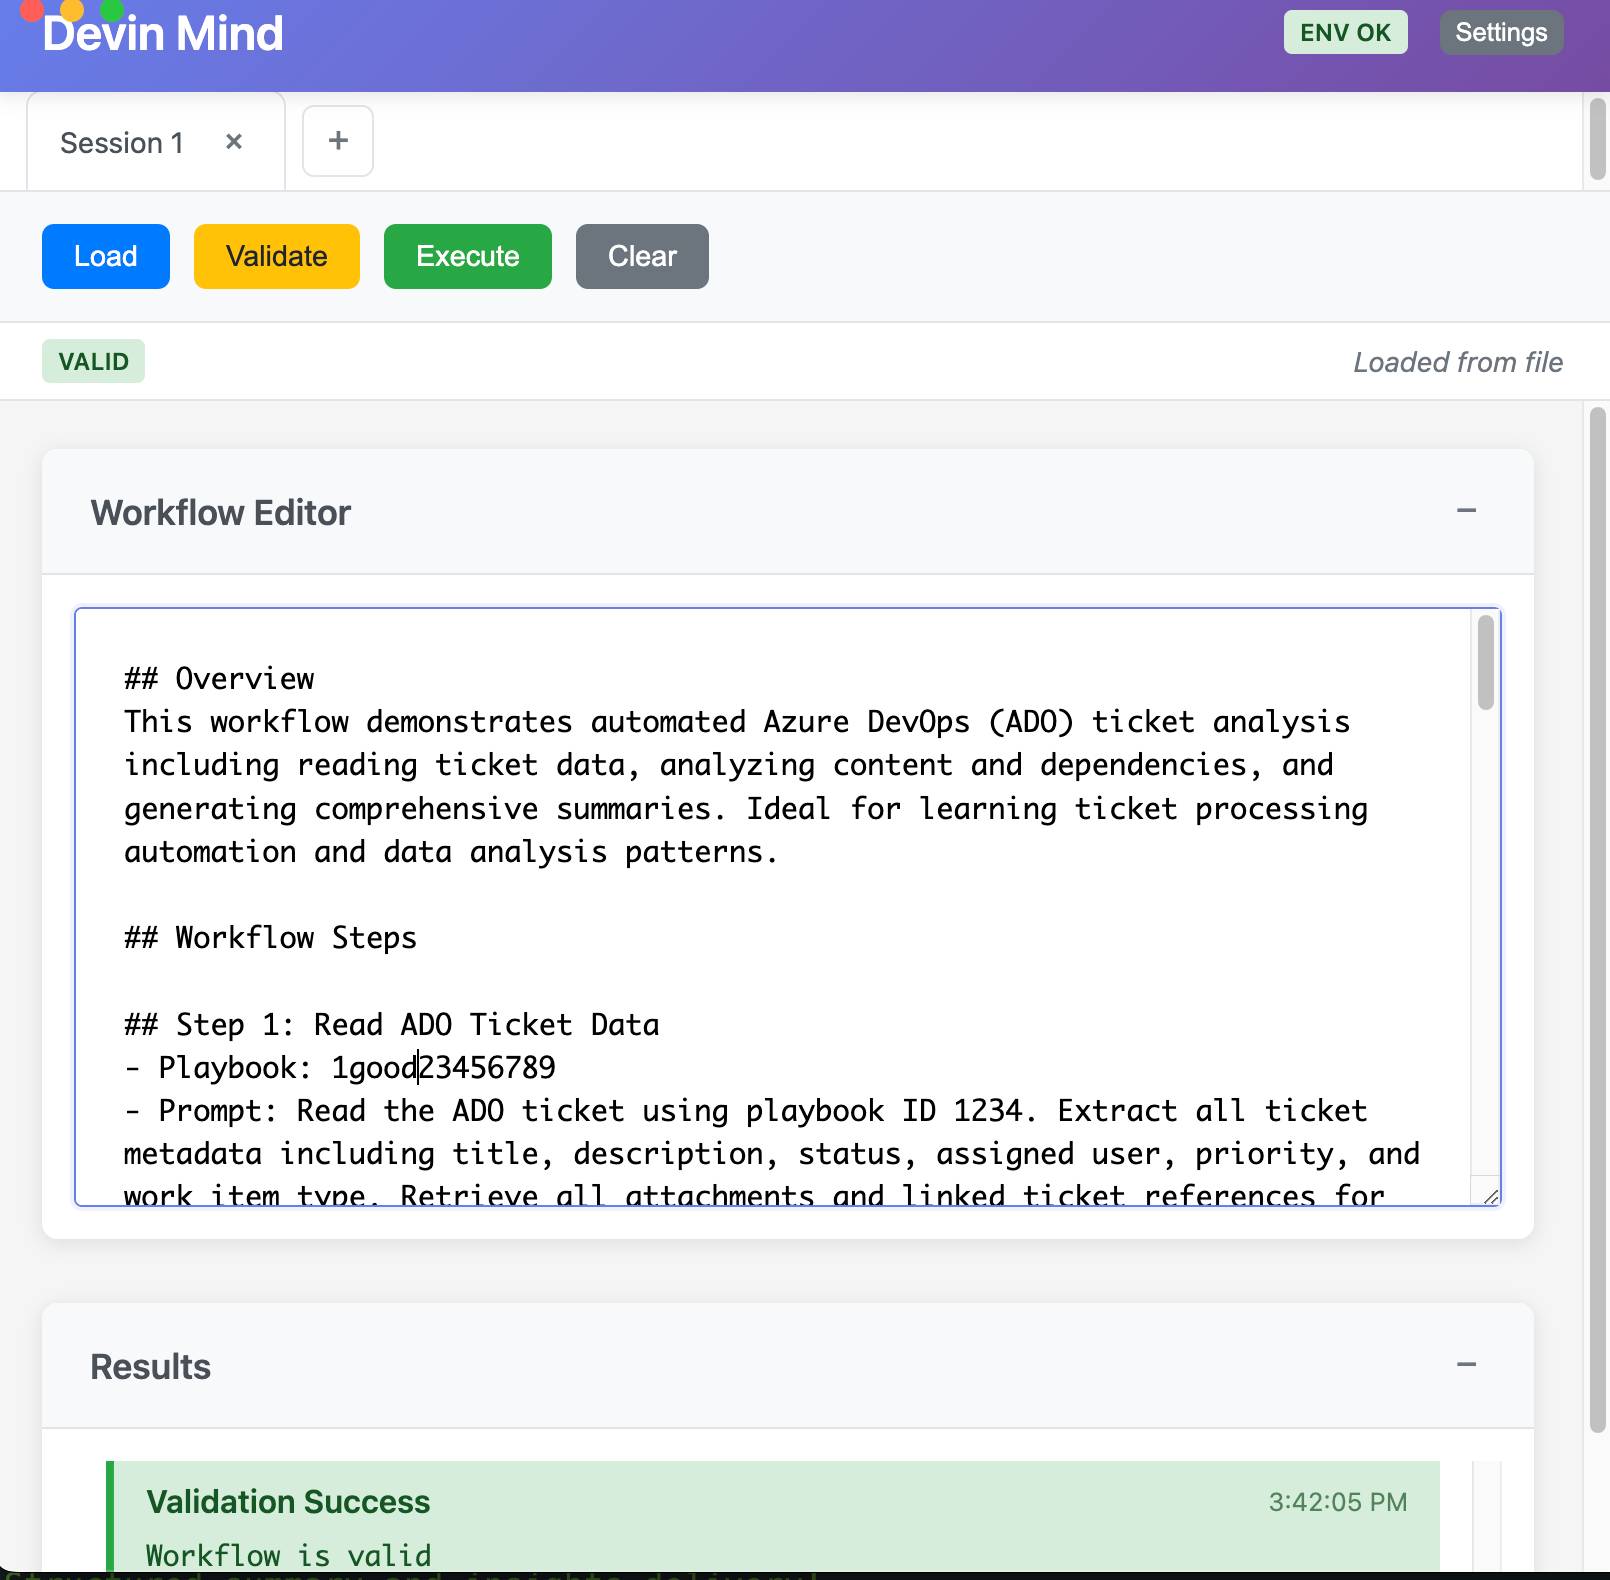 Devin Mind
ENV OK
Settings
Session 1 ×
+
Load
Validate
Execute
Clear
VALID
Loaded from file
Workflow Editor
−
## Overview
This workflow demonstrates automated Azure DevOps (ADO) ticket analysis
including reading ticket data, analyzing content and dependencies, and
generating comprehensive summaries. Ideal for learning ticket processing
automation and data analysis patterns.
## Workflow Steps
## Step 1: Read ADO Ticket Data
- Playbook: 1good23456789
- Prompt: Read the ADO ticket using playbook ID 1234. Extract all ticket
metadata including title, description, status, assigned user, priority, and
work item type. Retrieve all attachments and linked ticket references for
Results
−
Validation Success
3:42:05 PM
Workflow is valid
Structured summary and insights delivery!